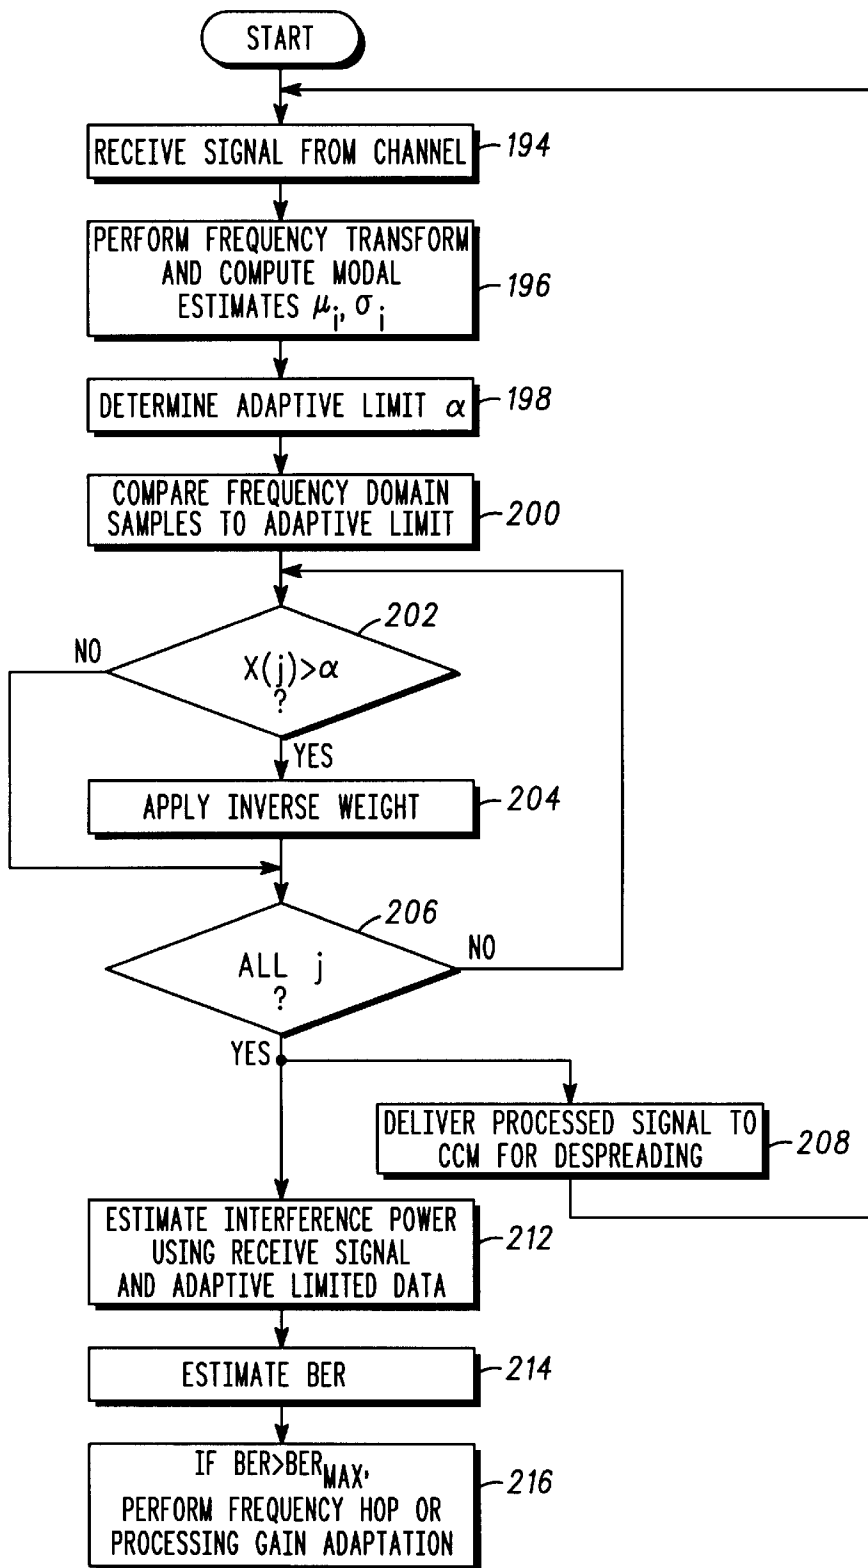 START
RECEIVE SIGNAL FROM CHANNEL
194
PERFORM FREQUENCY TRANSFORM
AND COMPUTE MODAL
ESTIMATES μi, σi
196
DETERMINE ADAPTIVE LIMIT α
198
COMPARE FREQUENCY DOMAIN
SAMPLES TO ADAPTIVE LIMIT
200
202
NO
X(j)>α
?
YES
APPLY INVERSE WEIGHT
204
206
ALL j
?
NO
YES
DELIVER PROCESSED SIGNAL TO
CCM FOR DESPREADING
208
ESTIMATE INTERFERENCE POWER
USING RECEIVE SIGNAL
AND ADAPTIVE LIMITED DATA
212
ESTIMATE BER
214
IF BER>BERMAX,
PERFORM FREQUENCY HOP OR
PROCESSING GAIN ADAPTATION
216